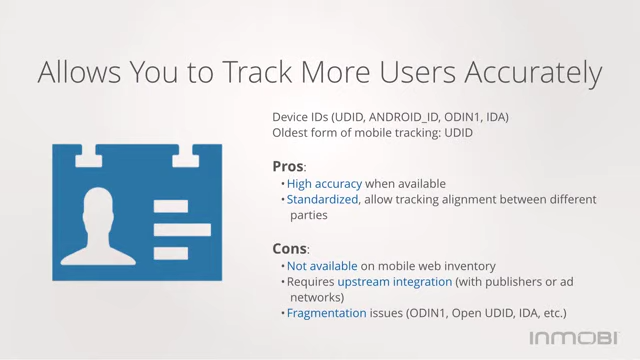 Allows You to Track More Users Accurately
Device IDs (UDID, ANDROID_ID, ODIN1, IDA)
Oldest form of mobile tracking: UDID
Pros:
•High accuracy when available
•Standardized, allow tracking alignment between different
parties
Cons:
•Not available on mobile web inventory
•Requires upstream integration (with publishers or ad
networks)
•Fragmentation issues (ODIN1, Open UDID, IDA, etc.)
INMOBI